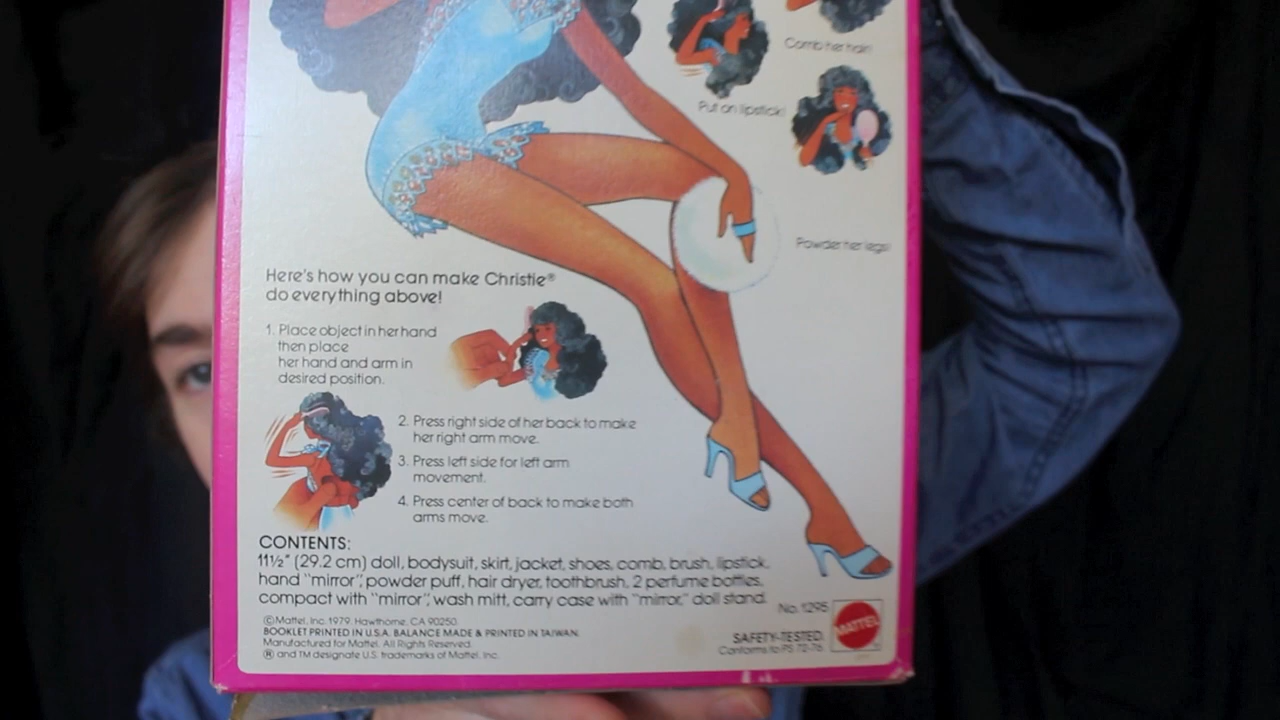 Comb her hair!
Put on lipstick!
Powder her legs!
Here's how you can make Christie®
do everything above!
1. Place object in her hand
then place
her hand and arm in
desired position.
2. Press right side of her back to make
her right arm move.
3. Press left side for left arm
movement.
4. Press center of back to make both
arms move.
CONTENTS:
11½" (29.2 cm) doll, bodysuit, skirt, jacket, shoes, comb, brush, lipstick,
hand "mirror", powder puff, hair dryer, toothbrush, 2 perfume bottles,
compact with "mirror", wash mitt, carry case with "mirror," doll stand.
No. 1295
©Mattel, Inc. 1979. Hawthorne, CA 90250.
BOOKLET PRINTED IN U.S.A. BALANCE MADE & PRINTED IN TAIWAN.
Manufactured for Mattel. All Rights Reserved.
® and TM designate U.S. trademarks of Mattel, Inc.
SAFETY-TESTED.
Conforms to PS 72-76.
MATTEL